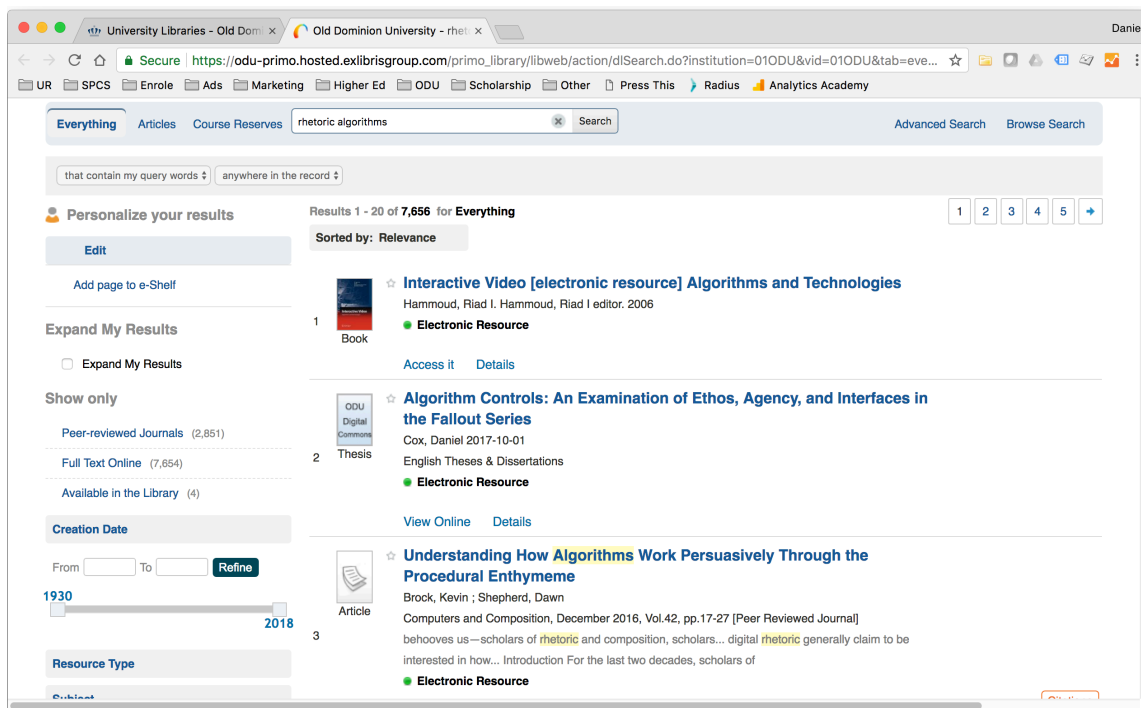 University Libraries - Old Domi
Old Dominion University - rhet
Danie
Secure https://odu-primo.hosted.exlibrisgroup.com/primo_library/libweb/action/dlSearch.do?institution=01ODU&vid=01ODU&tab=eve...
UR SPCS Enrole Ads Marketing Higher Ed ODU Scholarship Other Press This Radius Analytics Academy
Everything Articles Course Reserves rhetoric algorithms Search Advanced Search Browse Search
that contain my query words anywhere in the record
Personalize your results
Edit
Add page to e-Shelf
Expand My Results
Expand My Results
Show only
Peer-reviewed Journals (2,851)
Full Text Online (7,654)
Available in the Library (4)
Creation Date
From To Refine
1930
2018
Resource Type
Subject
Results 1 - 20 of 7,656 for Everything
1 2 3 4 5
Sorted by: Relevance
1
Book
Interactive Video [electronic resource] Algorithms and Technologies
Hammoud, Riad I. Hammoud, Riad I editor. 2006
Electronic Resource
Access it Details
2
ODU
Digital
Commons
Thesis
Algorithm Controls: An Examination of Ethos, Agency, and Interfaces in
the Fallout Series
Cox, Daniel 2017-10-01
English Theses & Dissertations
Electronic Resource
View Online Details
3
Article
Understanding How Algorithms Work Persuasively Through the
Procedural Enthymeme
Brock, Kevin ; Shepherd, Dawn
Computers and Composition, December 2016, Vol.42, pp.17-27 [Peer Reviewed Journal]
behooves us—scholars of rhetoric and composition, scholars... digital rhetoric generally claim to be
interested in how... Introduction For the last two decades, scholars of
Electronic Resource